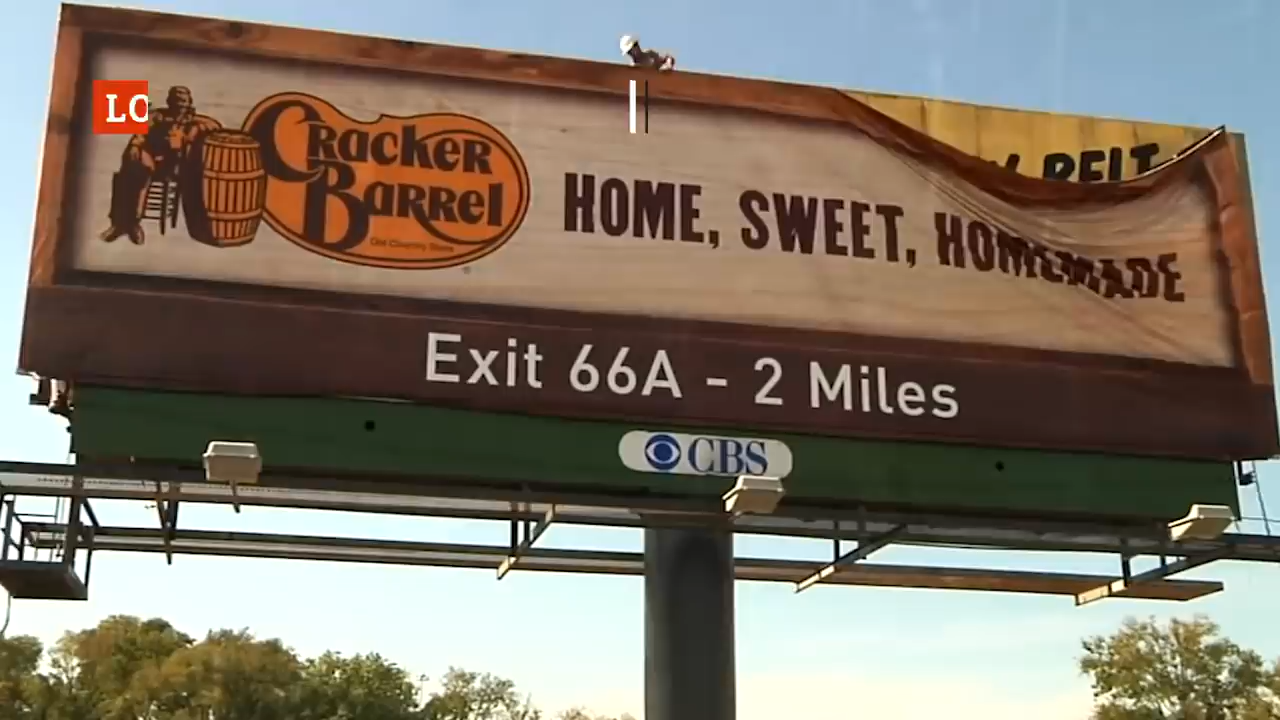 LO
Cracker
Barrel
Old Country Store
HOME, SWEET, HOMEMADE
BELT
Exit 66A - 2 Miles
CBS